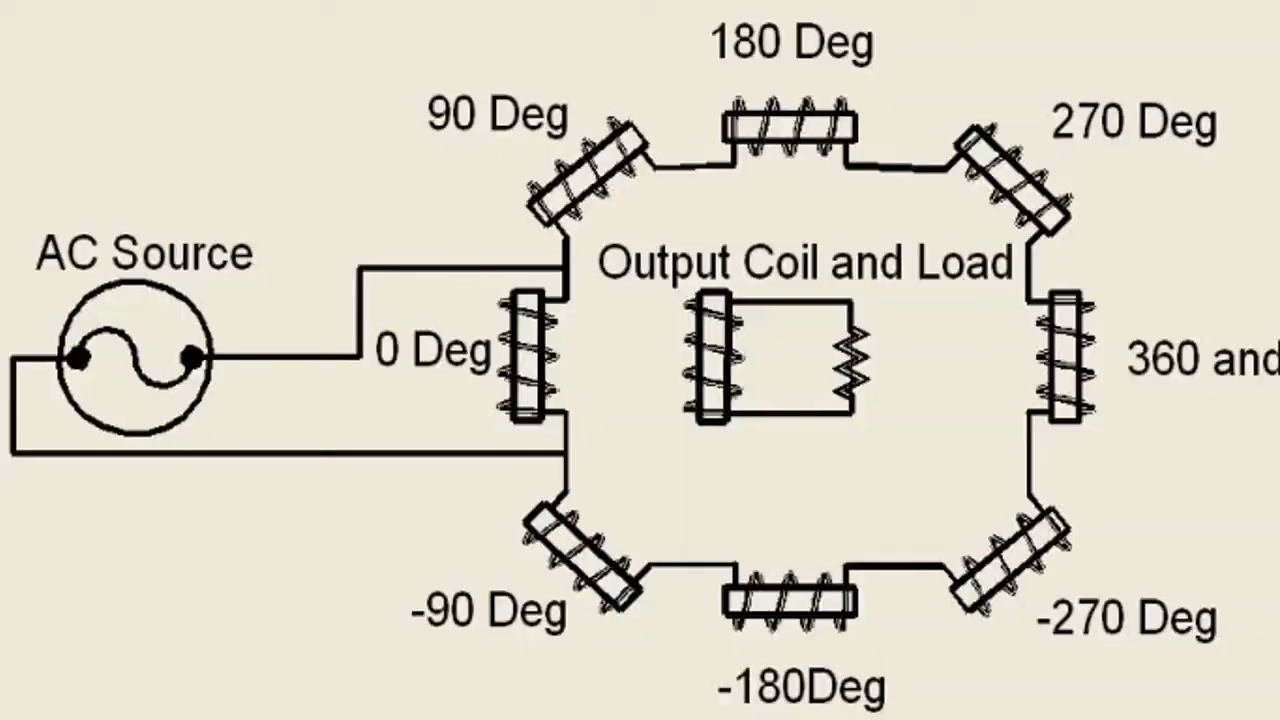 180 Deg
90 Deg
270 Deg
AC Source
Output Coil and Load
0 Deg
360 and
-90 Deg
-270 Deg
-180Deg